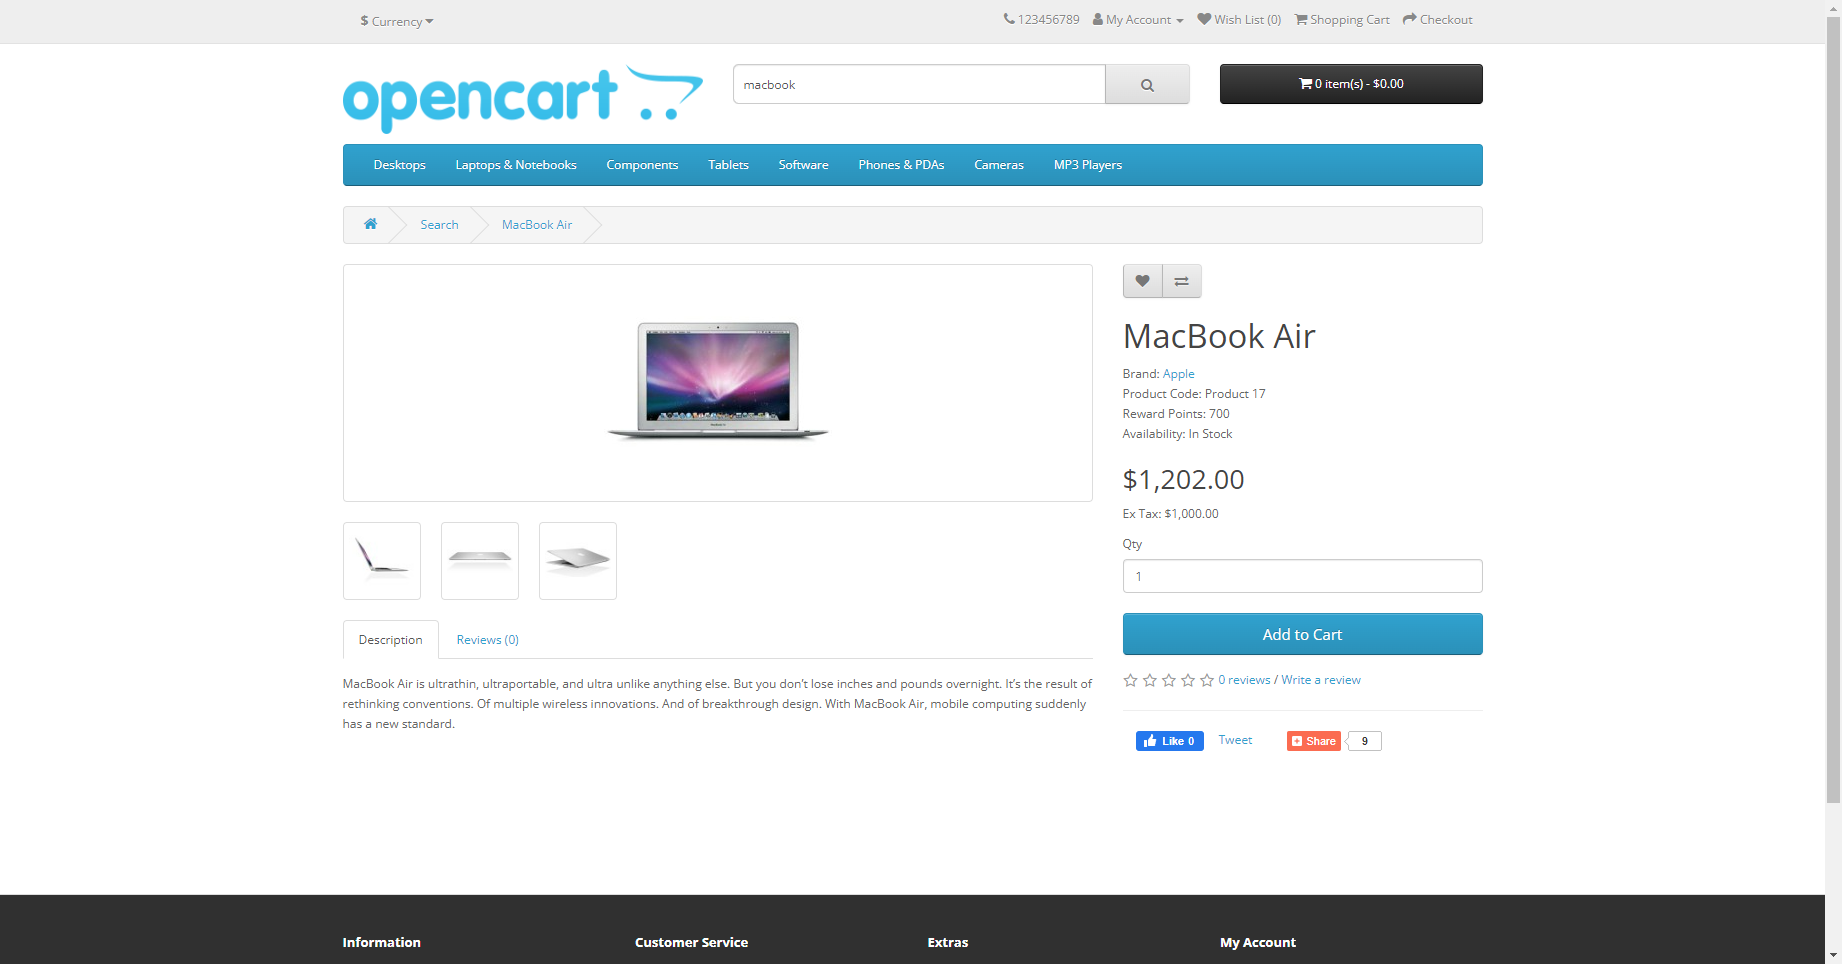 $ Currency
123456789 My Account Wish List (0) Shopping Cart Checkout
opencart
macbook
0 item(s) - $0.00
Desktops Laptops & Notebooks Components Tablets Software Phones & PDAs Cameras MP3 Players
Search MacBook Air
MacBook Air
Brand: Apple
Product Code: Product 17
Reward Points: 700
Availability: In Stock
$1,202.00
Ex Tax: $1,000.00
Qty
1
Add to Cart
0 reviews / Write a review
Like 0 Tweet Share 9
Description Reviews (0)
MacBook Air is ultrathin, ultraportable, and ultra unlike anything else. But you don’t lose inches and pounds overnight. It’s the result of
rethinking conventions. Of multiple wireless innovations. And of breakthrough design. With MacBook Air, mobile computing suddenly
has a new standard.
Information Customer Service Extras My Account